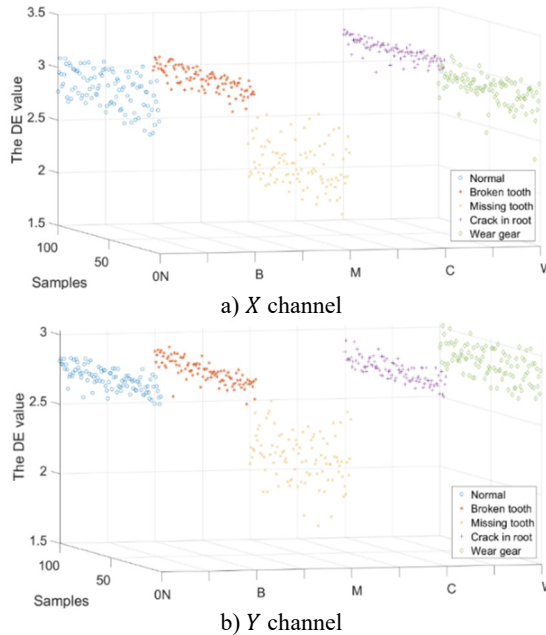 3.5
3
2.5
2
1.5
The DE value
100
50
0N
Samples
B
M
C
W
Normal
Broken tooth
Missing tooth
Crack in root
Wear gear
a) X channel
3
2.5
2
1.5
The DE value
100
50
0N
Samples
B
M
C
W
Normal
Broken tooth
Missing tooth
Crack in root
Wear gear
b) Y channel